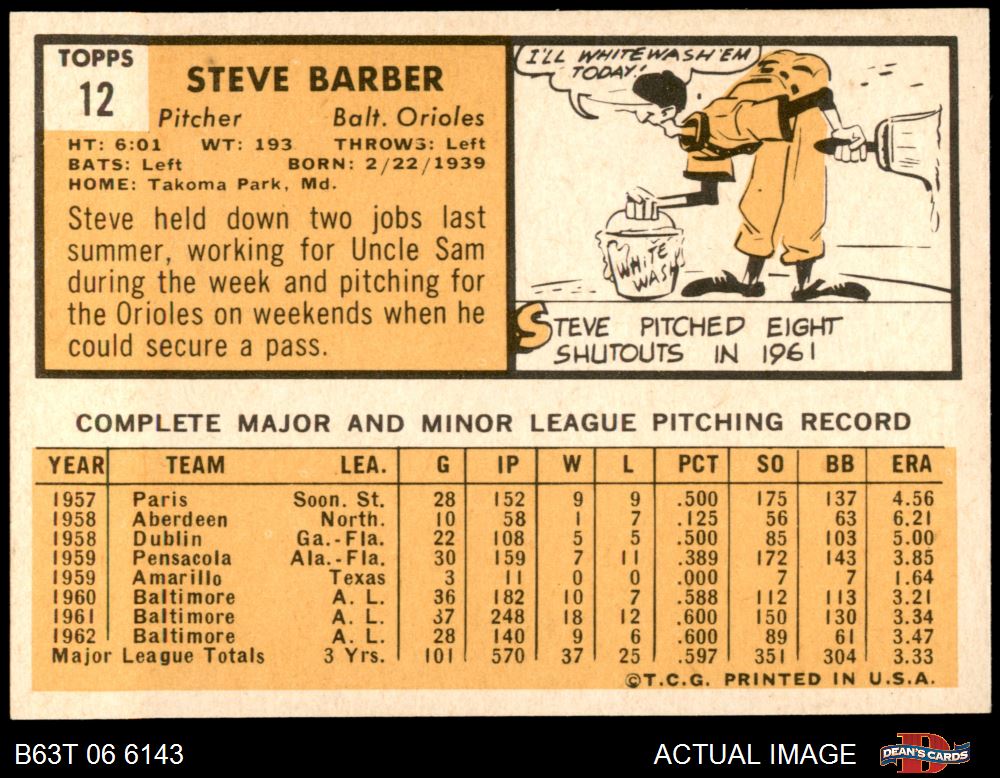 TOPPS
12
STEVE BARBER
Pitcher Balt. Orioles
HT: 6:01 WT: 193 THROWS: Left
BATS: Left BORN: 2/22/1939
HOME: Takoma Park, Md.
Steve held down two jobs last
summer, working for Uncle Sam
during the week and pitching for
the Orioles on weekends when he
could secure a pass.
I'LL WHITEWASH 'EM
TODAY!
WHITE
WASH
STEVE PITCHED EIGHT
SHUTOUTS IN 1961
COMPLETE MAJOR AND MINOR LEAGUE PITCHING RECORD
YEAR TEAM LEA. G IP W L PCT SO BB ERA
1957 Paris Soon. St. 28 152 9 9 .500 175 137 4.56
1958 Aberdeen North. 10 58 1 7 .125 56 63 6.21
1958 Dublin Ga.-Fla. 22 108 5 5 .500 85 103 5.00
1959 Pensacola Ala.-Fla. 30 159 7 11 .389 172 143 3.85
1959 Amarillo Texas 3 11 0 0 .000 7 7 1.64
1960 Baltimore A. L. 36 182 10 7 .588 112 113 3.21
1961 Baltimore A. L. 37 248 18 12 .600 150 130 3.34
1962 Baltimore A. L. 28 140 9 6 .600 89 61 3.47
Major League Totals 3 Yrs. 101 570 37 25 .597 351 304 3.33
©T.C.G. PRINTED IN U.S.A.
B63T 06 6143 ACTUAL IMAGE
DEAN'S CARDS